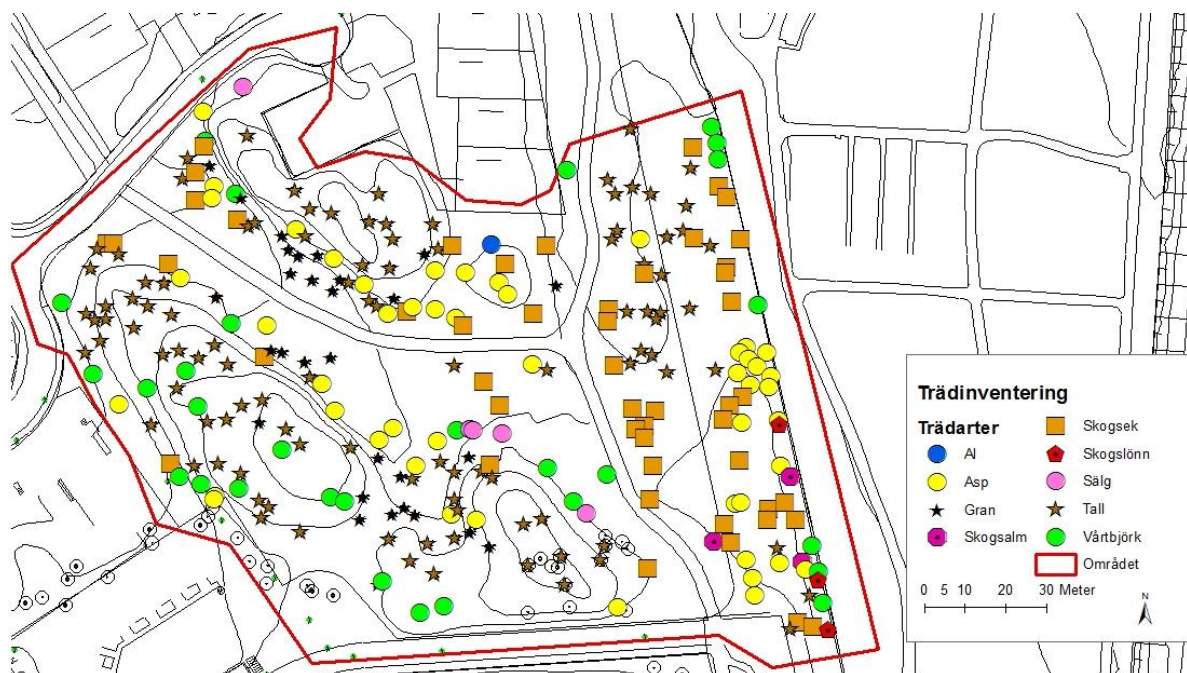 Trädinventering
Trädarter
Al
Asp
Gran
Skogsalm
Skogsek
Skogslönn
Sälg
Tall
Vårtbjörk
Området
0 5 10 20 30 Meter
N